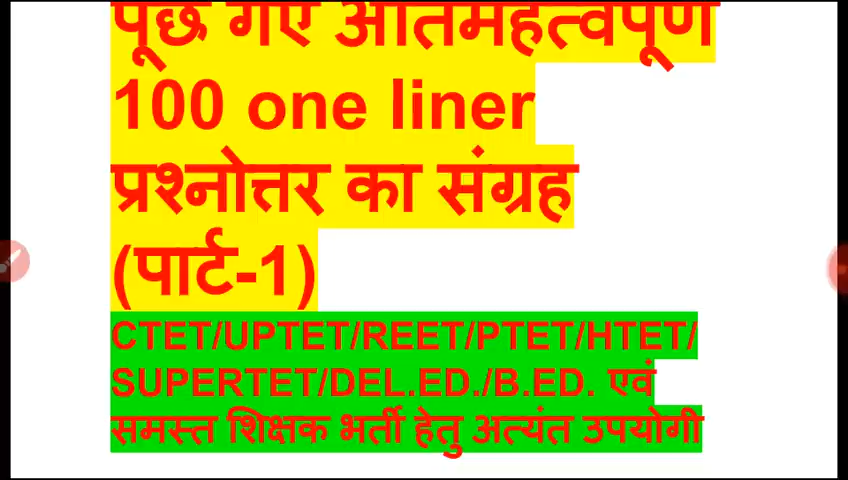 पूछे गए अतिमहत्वपूर्ण
100 one liner
प्रश्नोत्तर का संग्रह
(पार्ट-1)
CTET/UPTET/REET/PTET/HTET/
SUPERTET/DEL.ED./B.ED. एवं
समस्त शिक्षक भर्ती हेतु अत्यंत उपयोगी